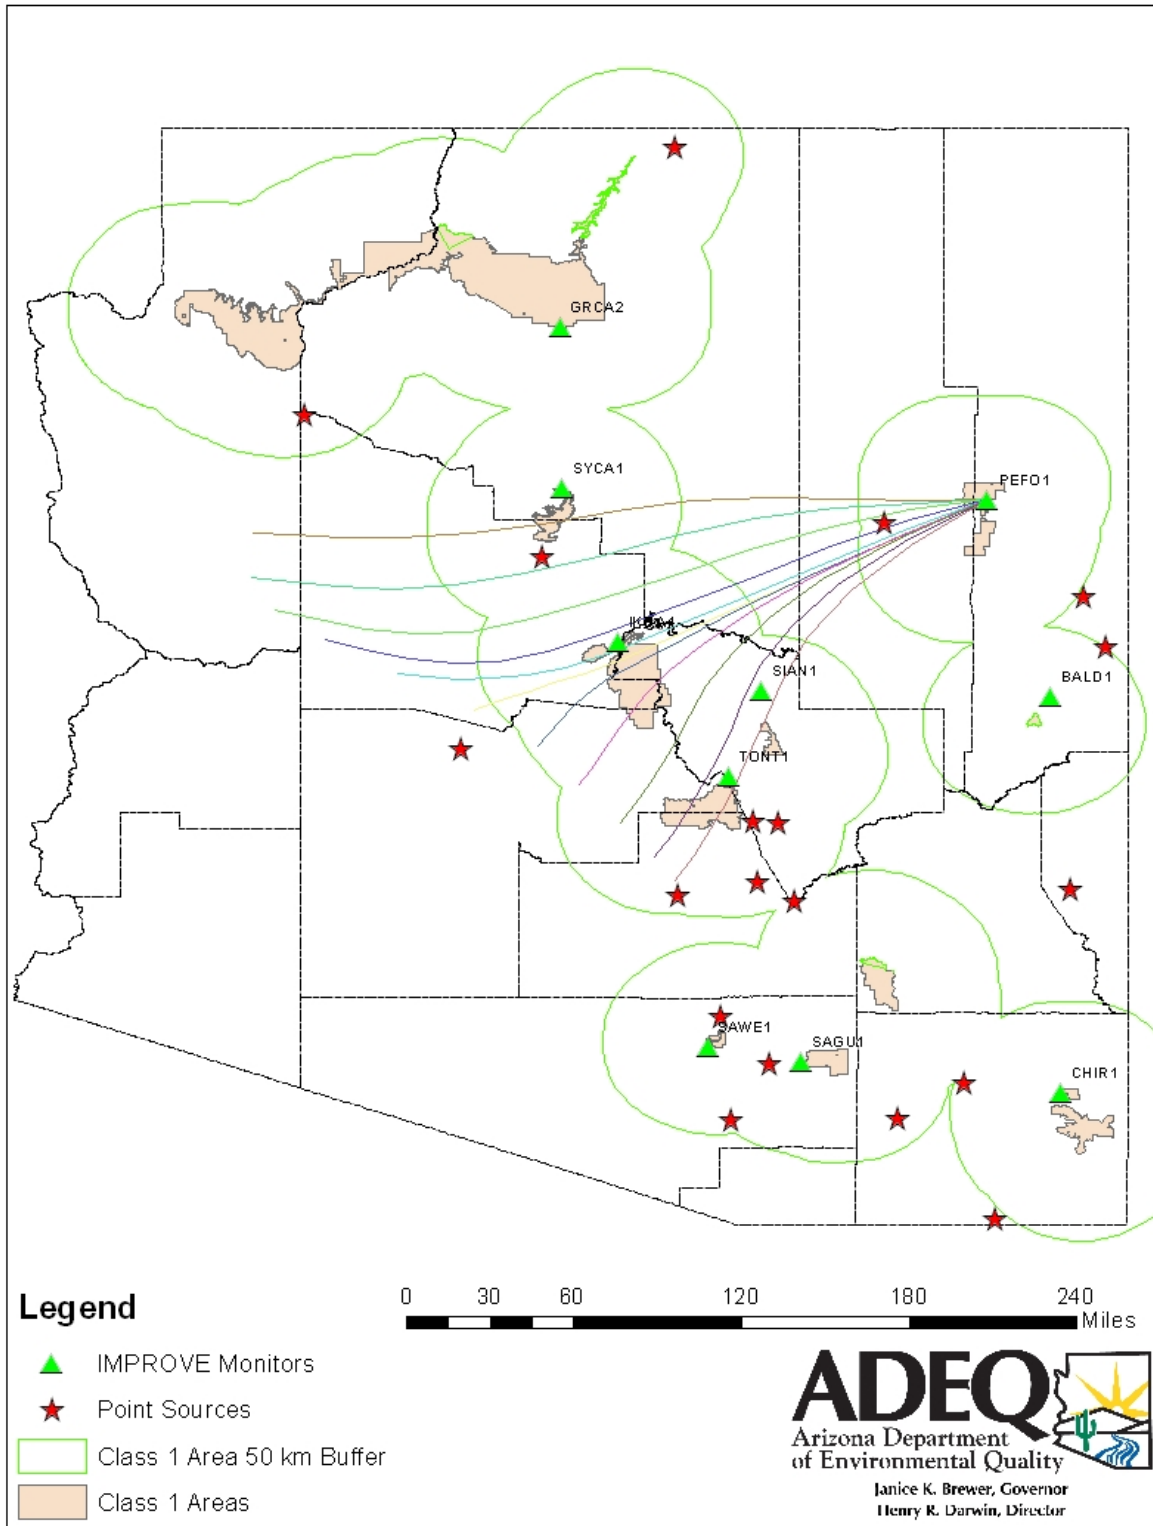 GRCA2
SYCA1
PEFO1
SIAN1
BALD1
TONT1
SAWE1
SAGU1
CHIR1
Legend
0 30 60 120 180 240
Miles
IMPROVE Monitors
Point Sources
Class 1 Area 50 km Buffer
Class 1 Areas
ADEQ
Arizona Department
of Environmental Quality
Janice K. Brewer, Governor
Henry R. Darwin, Director